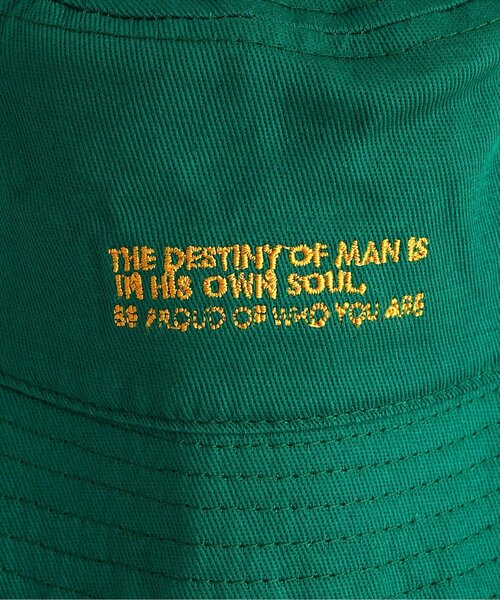 THE DESTINY OF MAN IS
IN HIS OWN SOUL,
BE PROUD OF WHO YOU ARE